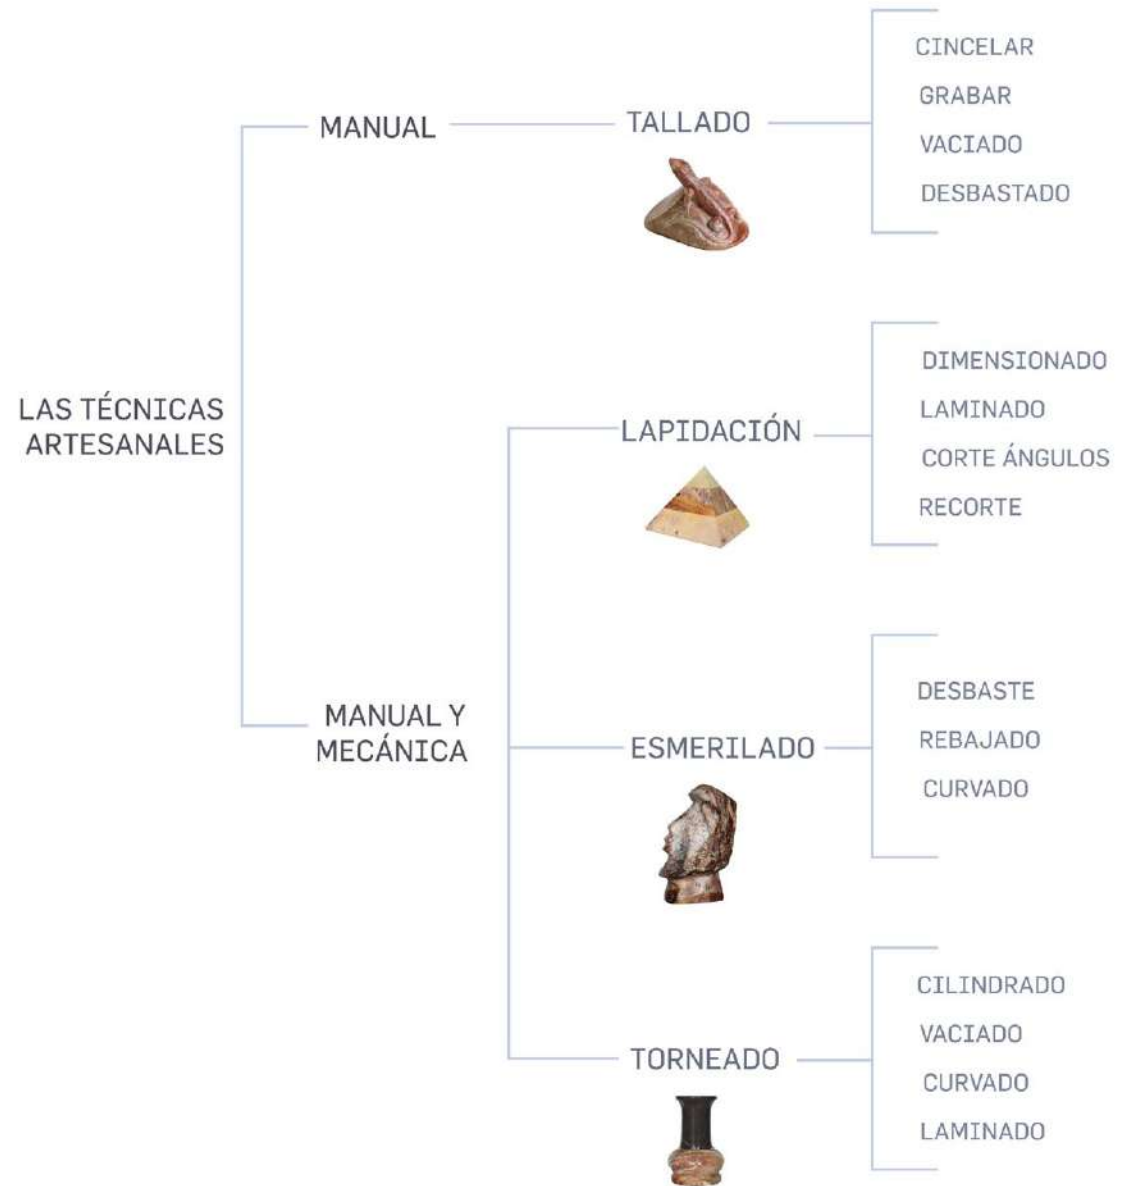 LAS TÉCNICAS
ARTESANALES
MANUAL
TALLADO
CINCELAR
GRABAR
VACIADO
DESBASTADO
MANUAL Y
MECÁNICA
LAPIDACIÓN
DIMENSIONADO
LAMINADO
CORTE ÁNGULOS
RECORTE
ESMERILADO
DESBASTE
REBAJADO
CURVADO
TORNEADO
CILINDRADO
VACIADO
CURVADO
LAMINADO